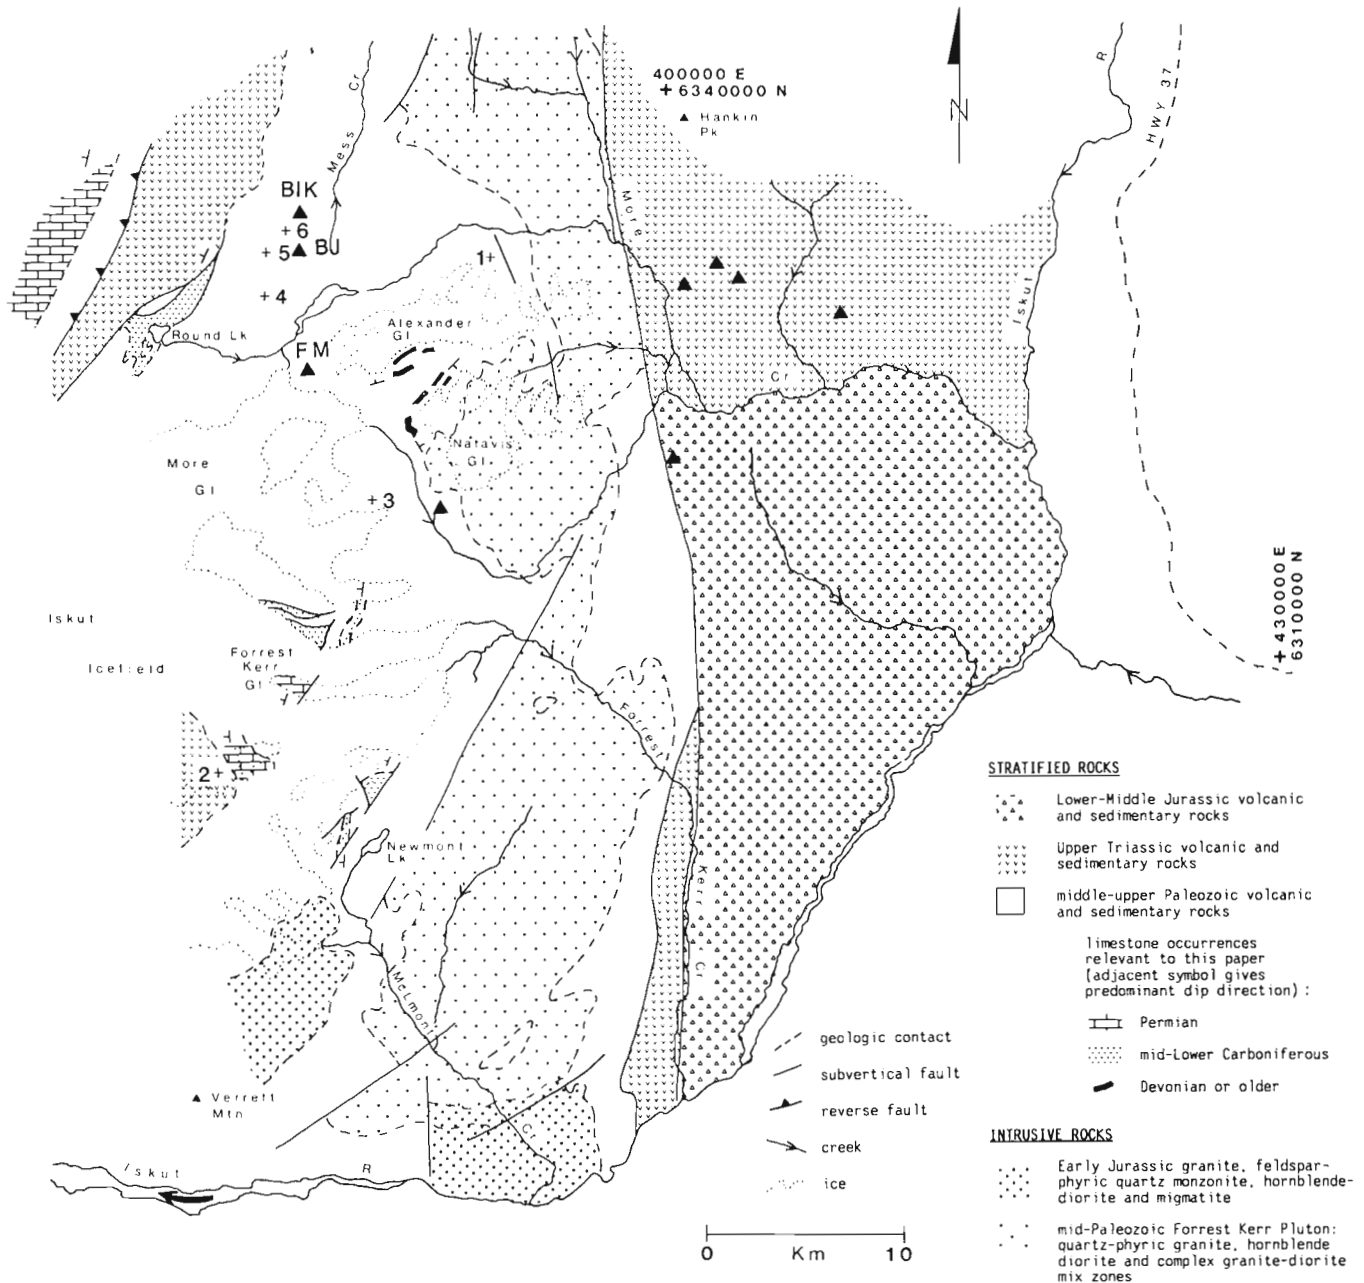 400000 E
+ 6340000 N
Hankin
Pk
N
R
HWY 37
Mess Cr
BIK
+6
+5
BJ
+4
1+
More
Iskut
Round Lk
Alexander
Gl
FM
Cr
Natavis
Gl
More
Gl
+3
Iskut
Icefield
Forrest
Kerr
Gl
2+
Newmont
Lk
Forrest
Kerr
Cr
McLmont
C
Verrett
Mtn
Iskut R
+ 430000 E
6310000 N
STRATIFIED ROCKS
Lower-Middle Jurassic volcanic
and sedimentary rocks
Upper Triassic volcanic and
sedimentary rocks
middle-upper Paleozoic volcanic
and sedimentary rocks
limestone occurrences
relevant to this paper
(adjacent symbol gives
predominant dip direction) :
Permian
mid-Lower Carboniferous
Devonian or older
INTRUSIVE ROCKS
Early Jurassic granite, feldspar-
phyric quartz monzonite, hornblende-
diorite and migmatite
mid-Paleozoic Forrest Kerr Pluton:
quartz-phyric granite, hornblende
diorite and complex granite-diorite
mix zones
geologic contact
subvertical fault
reverse fault
creek
ice
0 Km 10